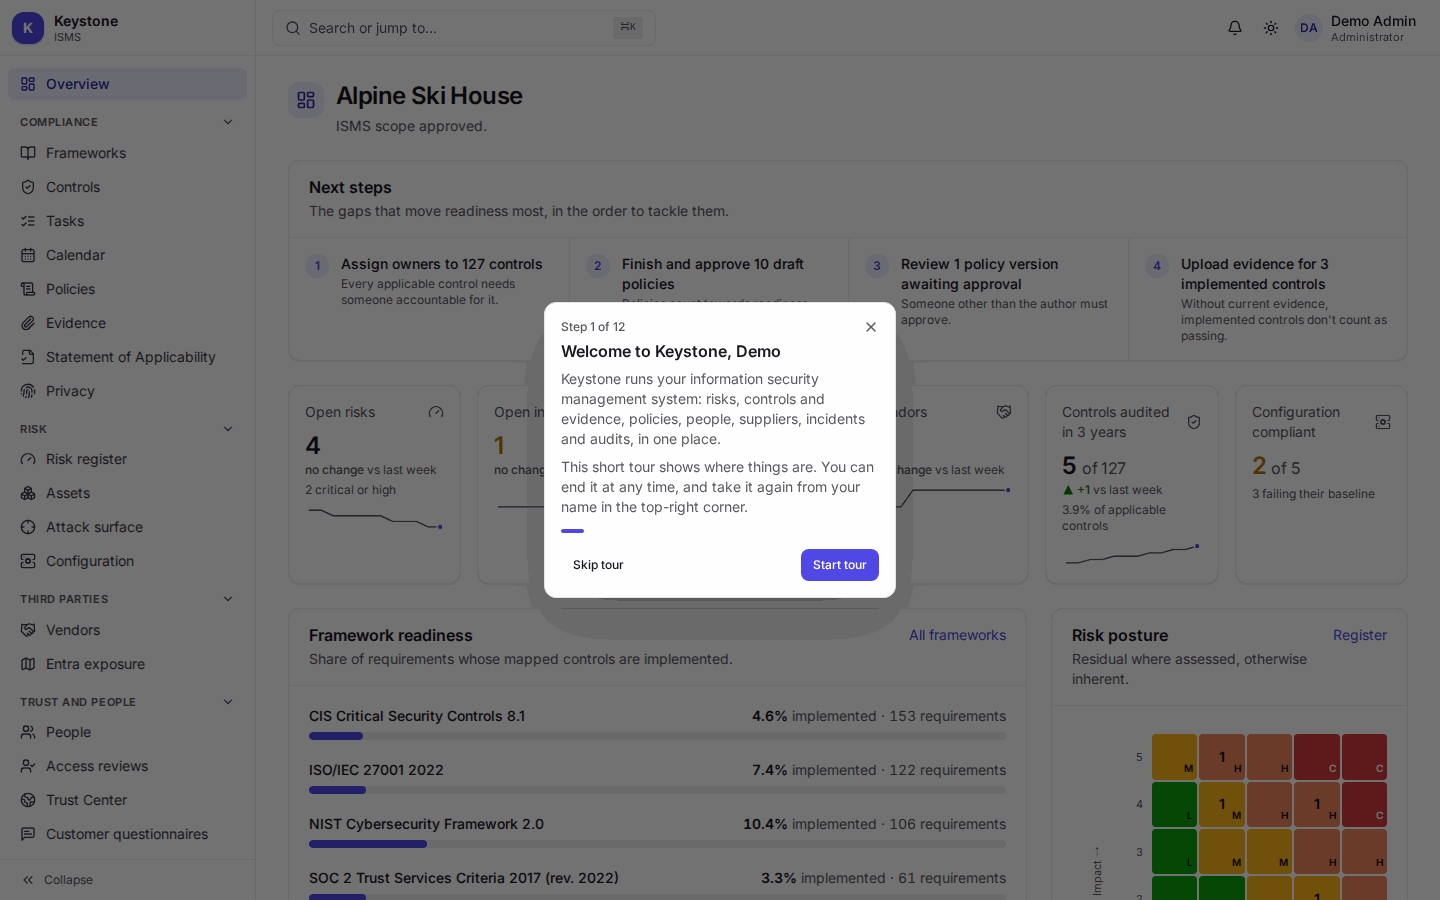 K
Keystone
ISMS
Search or jump to...
⌘K
DA
Demo Admin
Administrator
Overview
COMPLIANCE
Frameworks
Controls
Tasks
Calendar
Policies
Evidence
Statement of Applicability
Privacy
RISK
Risk register
Assets
Attack surface
Configuration
THIRD PARTIES
Vendors
Entra exposure
TRUST AND PEOPLE
People
Access reviews
Trust Center
Customer questionnaires
Collapse
Alpine Ski House
ISMS scope approved.
Next steps
The gaps that move readiness most, in the order to tackle them.
1
Assign owners to 127 controls
Every applicable control needs
someone accountable for it.
2
Finish and approve 10 draft
policies
3
Review 1 policy version
awaiting approval
Someone other than the author must
approve.
4
Upload evidence for 3
implemented controls
Without current evidence,
implemented controls don't count as
passing.
Step 1 of 12
Welcome to Keystone, Demo
Keystone runs your information security
management system: risks, controls and
evidence, policies, people, suppliers, incidents
and audits, in one place.
This short tour shows where things are. You can
end it at any time, and take it again from your
name in the top-right corner.
Skip tour
Start tour
Open risks
4
no change vs last week
2 critical or high
Open
1
no
vs last week
Controls audited
in 3 years
5 of 127
▲ +1 vs last week
3.9% of applicable
controls
Configuration
compliant
2 of 5
3 failing their baseline
Framework readiness
All frameworks
Share of requirements whose mapped controls are implemented.
CIS Critical Security Controls 8.1
4.6% implemented · 153 requirements
ISO/IEC 27001 2022
7.4% implemented · 122 requirements
NIST Cybersecurity Framework 2.0
10.4% implemented · 106 requirements
SOC 2 Trust Services Criteria 2017 (rev. 2022)
3.3% implemented · 61 requirements
Risk posture
Register
Residual where assessed, otherwise
inherent.
5
M
1 H
H
C
C
4
L
1 M
H
1 H
C
3
L
M
M
H
H
Impact →
1